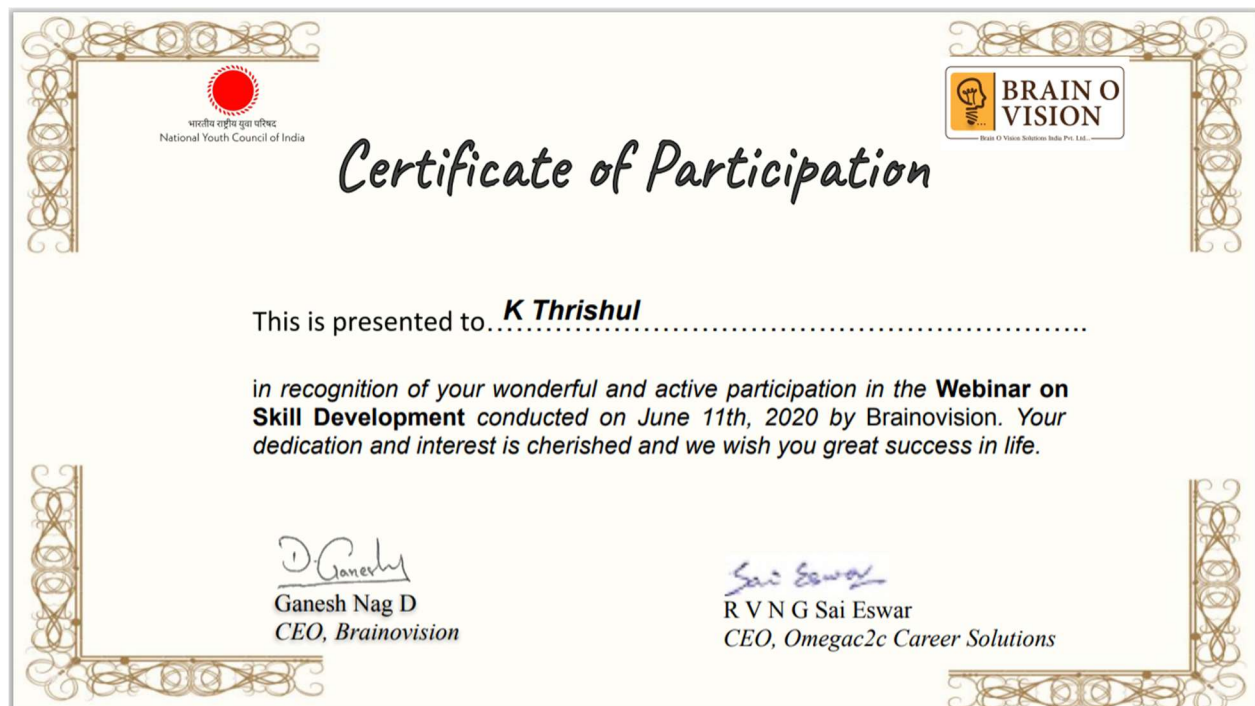 भारतीय राष्ट्रीय युवा परिषद
National Youth Council of India
BRAIN O
VISION
Brain O Vision Solutions India Pvt. Ltd...
Certificate of Participation
This is presented to.K Thrishul...........................................................
in recognition of your wonderful and active participation in the Webinar on
Skill Development conducted on June 11th, 2020 by Brainovision. Your
dedication and interest is cherished and we wish you great success in life.
D. Ganesh
Ganesh Nag D
CEO, Brainovision
Sai Eswar
R V N G Sai Eswar
CEO, Omegac2c Career Solutions